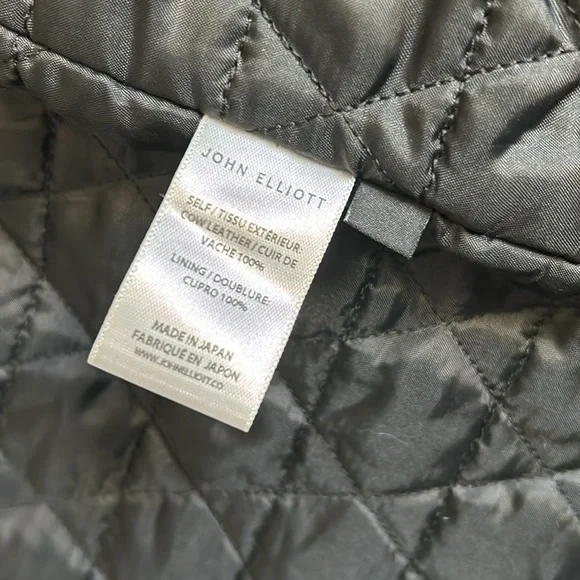 JOHN ELLIOTT
SELF / TISSU EXTÉRIEUR:
COW LEATHER / CUIR DE
VACHE 100%
LINING / DOUBLURE:
CUPRO 100%
MADE IN JAPAN
FABRIQUÉ EN JAPON
WWW.JOHNELLIOTT.CO